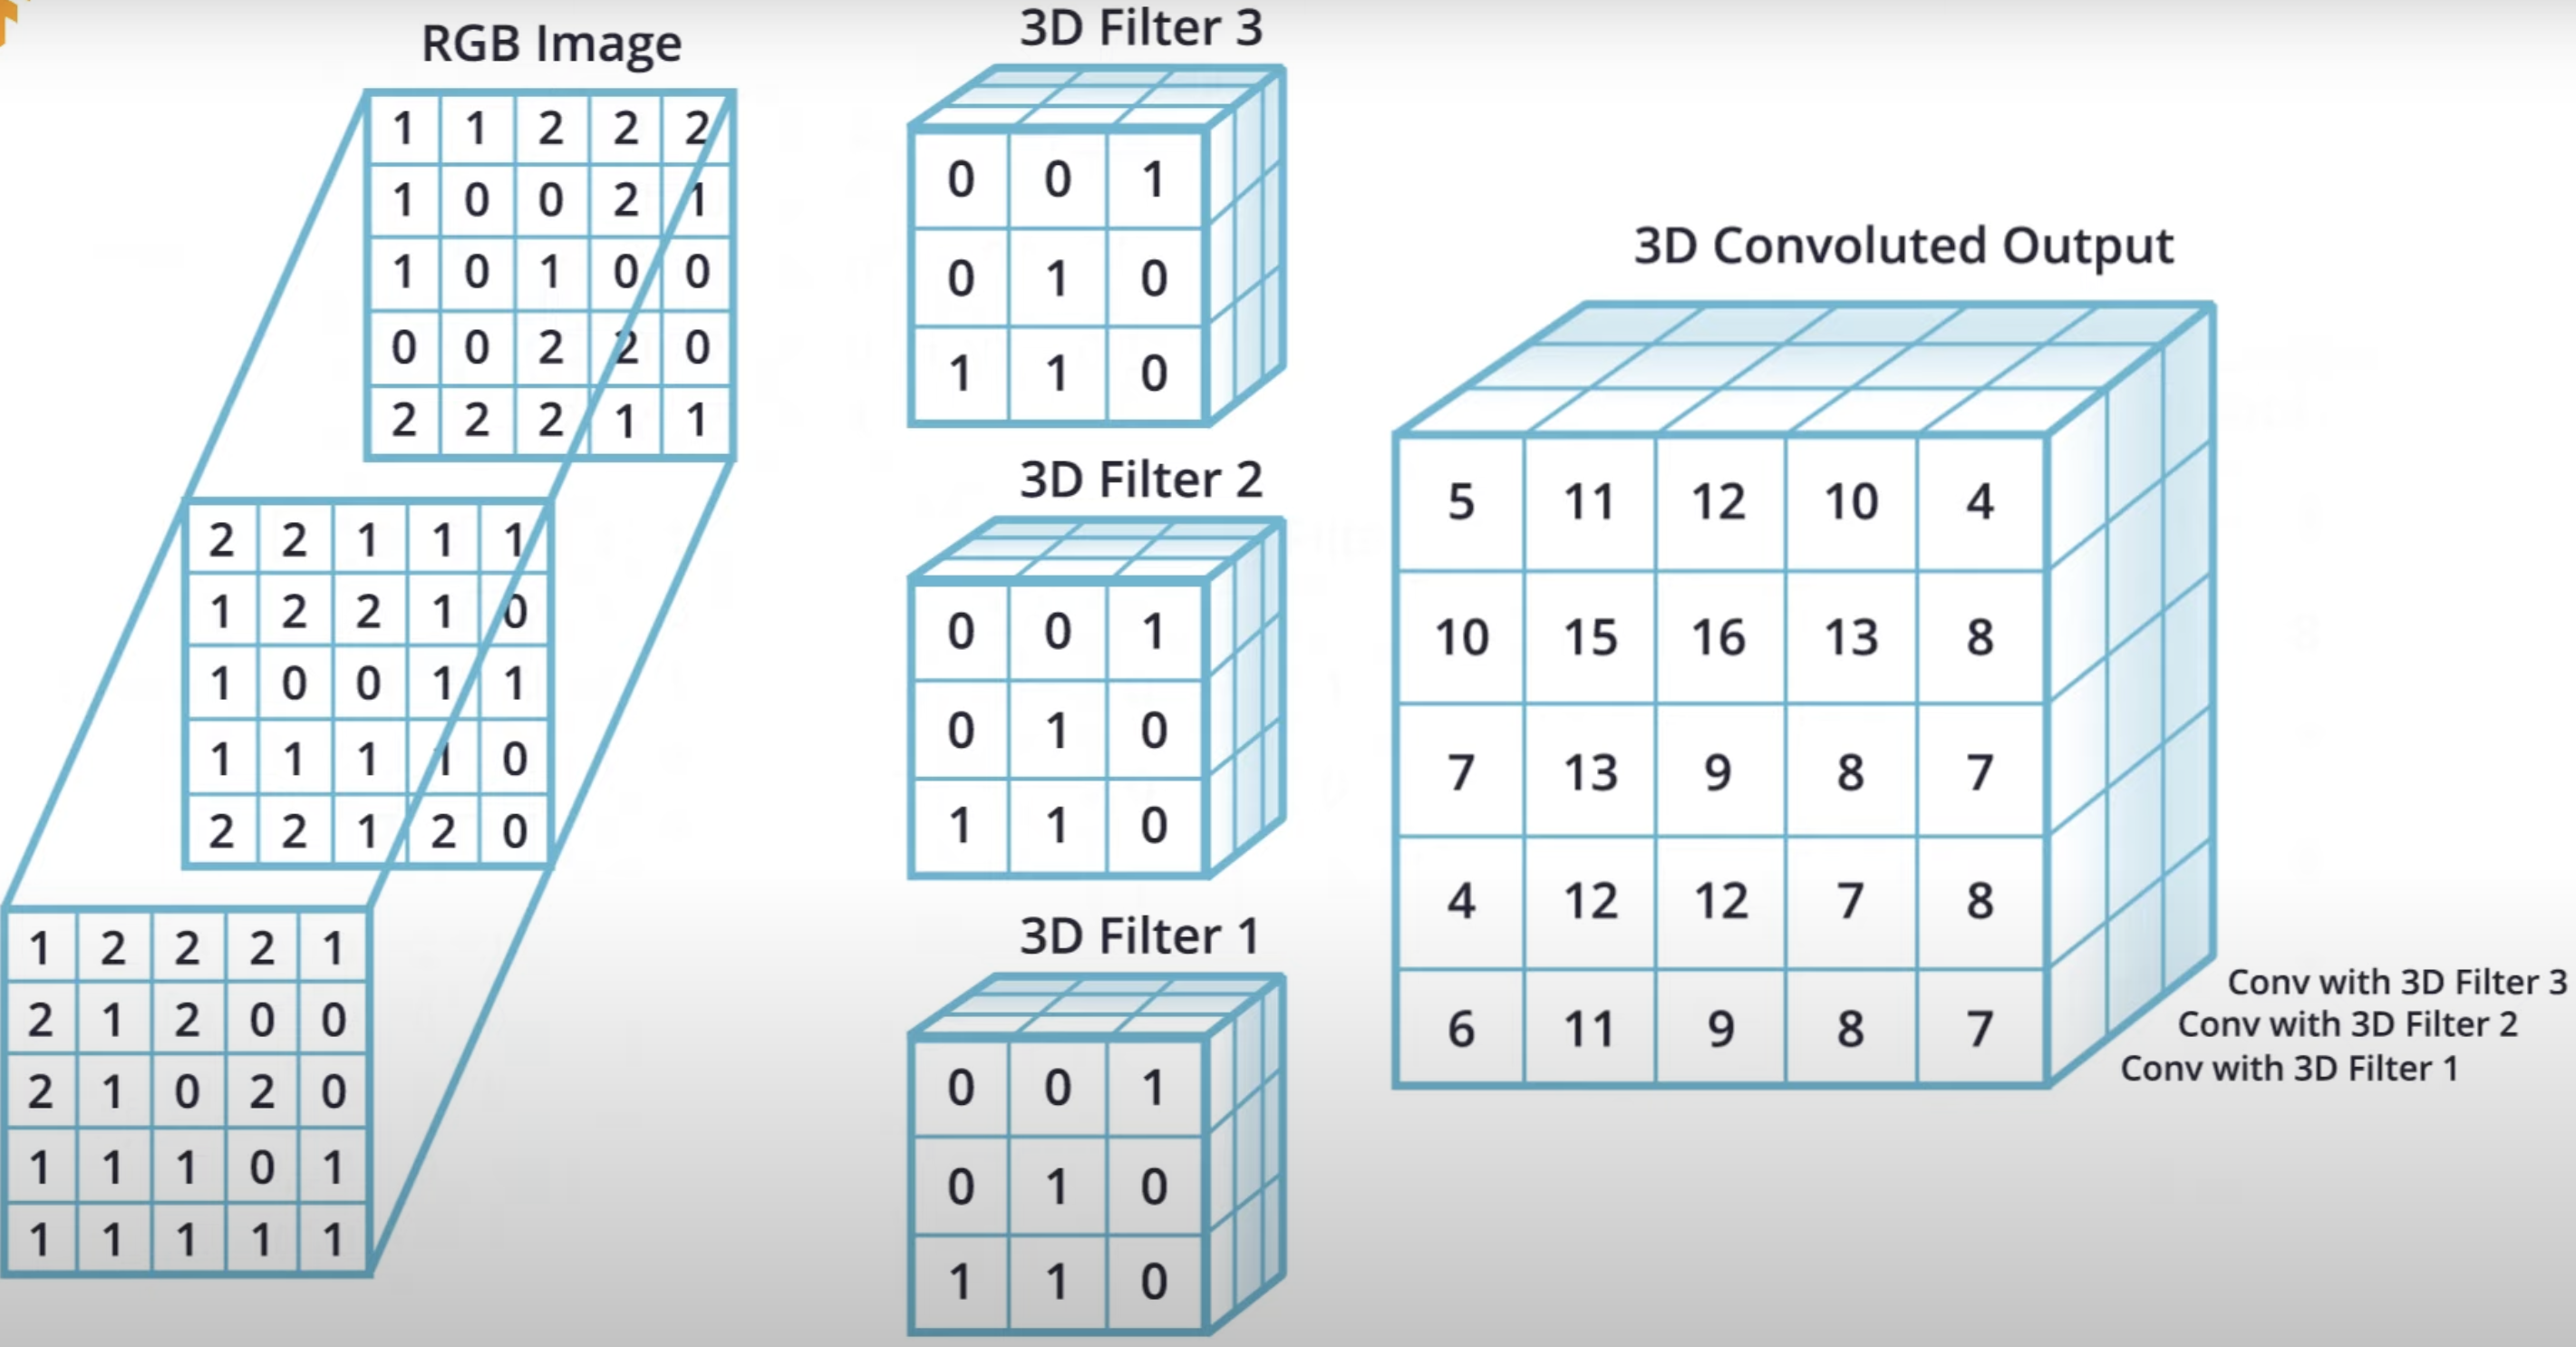 RGB Image
1 1 2 2 2
1 0 0 2 1
1 0 1 0 0
0 0 2 2 0
2 2 2 1 1
2 2 1 1 1
1 2 2 1 0
1 0 0 1 1
1 1 1 1 0
2 2 1 2 0
1 2 2 2 1
2 1 2 0 0
2 1 0 2 0
1 1 1 0 1
1 1 1 1 1
3D Filter 3
0 0 1
0 1 0
1 1 0
3D Filter 2
0 0 1
0 1 0
1 1 0
3D Filter 1
0 0 1
0 1 0
1 1 0
3D Convoluted Output
5 11 12 10 4
10 15 16 13 8
7 13 9 8 7
4 12 12 7 8
6 11 9 8 7
Conv with 3D Filter 3
Conv with 3D Filter 2
Conv with 3D Filter 1